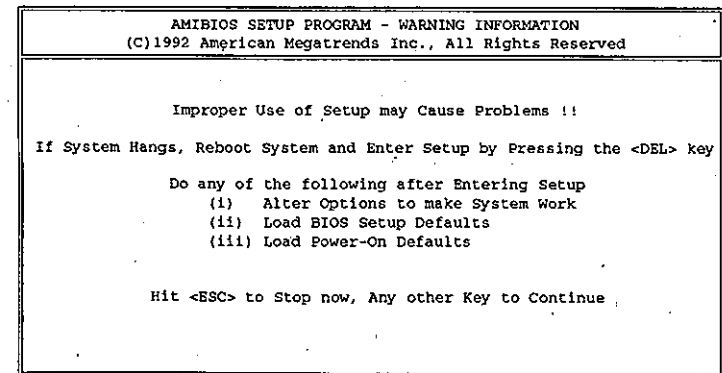 AMIBIOS SETUP PROGRAM - WARNING INFORMATION
(C)1992 American Megatrends Inc., All Rights Reserved
Improper Use of Setup may Cause Problems !!
If System Hangs, Reboot System and Enter Setup by Pressing the <DEL> key
Do any of the following after Entering Setup
(i) Alter Options to make System Work
(ii) Load BIOS Setup Defaults
(iii) Load Power-On Defaults
Hit <ESC> to Stop now, Any other Key to Continue